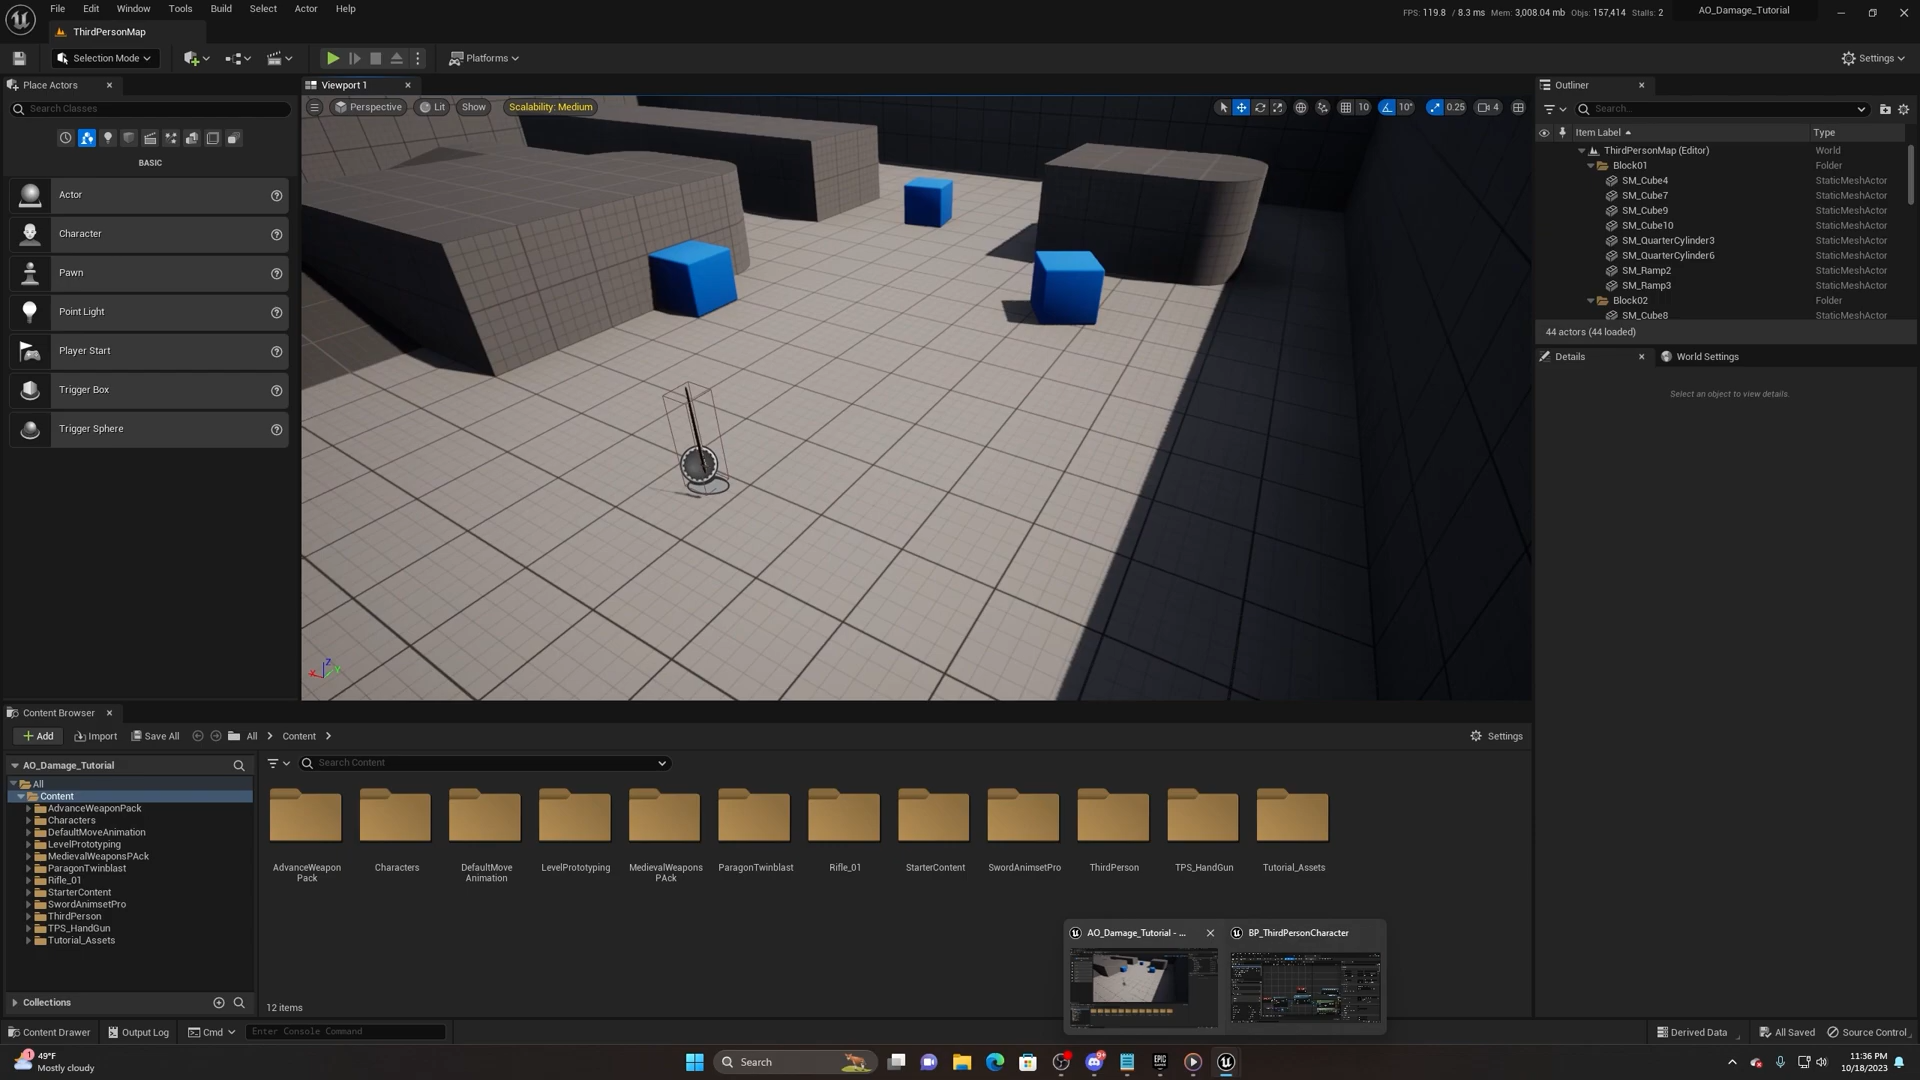 File Edit Window Tools Build Select Actor Help
FPS: 119.8 / 8.3 ms Mem: 3,008.04 mb Objs: 157,414 Stalls: 2
AO_Damage_Tutorial
ThirdPersonMap
Selection Mode
Platforms
Settings
Place Actors
Search Classes
BASIC
Actor
Character
Pawn
Point Light
Player Start
Trigger Box
Trigger Sphere
Viewport 1
Perspective Lit Show Scalability: Medium
10 10° 0.25 4
Z
X Y
Outliner
Search...
Item Label Type
ThirdPersonMap (Editor) World
Block01 Folder
SM_Cube4 StaticMeshActor
SM_Cube7 StaticMeshActor
SM_Cube9 StaticMeshActor
SM_Cube10 StaticMeshActor
SM_QuarterCylinder3 StaticMeshActor
SM_QuarterCylinder6 StaticMeshActor
SM_Ramp2 StaticMeshActor
SM_Ramp3 StaticMeshActor
Block02 Folder
SM_Cube8 StaticMeshActor
44 actors (44 loaded)
Details World Settings
Select an object to view details.
Content Browser
Add Import Save All All Content
Settings
AO_Damage_Tutorial
All
Content
AdvanceWeaponPack
Characters
DefaultMoveAnimation
LevelPrototyping
MedievalWeaponsPAck
ParagonTwinblast
Rifle_01
StarterContent
SwordAnimsetPro
ThirdPerson
TPS_HandGun
Tutorial_Assets
Collections
Search Content
AdvanceWeapon
Pack
Characters
DefaultMove
Animation
LevelPrototyping
MedievalWeapons
PAck
ParagonTwinblast
Rifle_01
StarterContent
SwordAnimsetPro
ThirdPerson
TPS_HandGun
Tutorial_Assets
12 items
AO_Damage_Tutorial - ...
BP_ThirdPersonCharacter
Content Drawer Output Log Cmd Enter Console Command
Derived Data All Saved Source Control
1
49°F
Mostly cloudy
Search
EPIC
GAMES
11:36 PM
10/18/2023